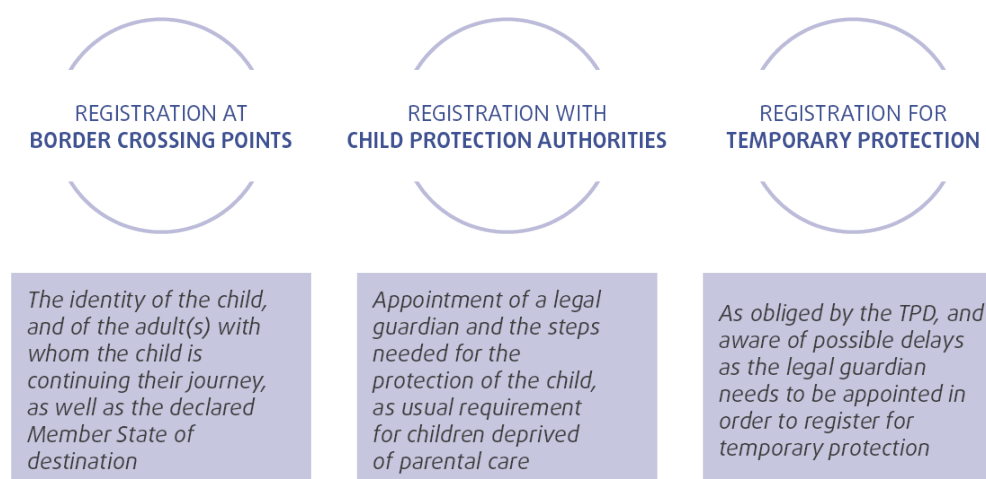 REGISTRATION AT
BORDER CROSSING POINTS
The identity of the child,
and of the adult(s) with
whom the child is
continuing their journey,
as well as the declared
Member State of
destination
REGISTRATION WITH
CHILD PROTECTION AUTHORITIES
Appointment of a legal
guardian and the steps
needed for the
protection of the child,
as usual requirement
for children deprived
of parental care
REGISTRATION FOR
TEMPORARY PROTECTION
As obliged by the TPD, and
aware of possible delays
as the legal guardian
needs to be appointed in
order to register for
temporary protection